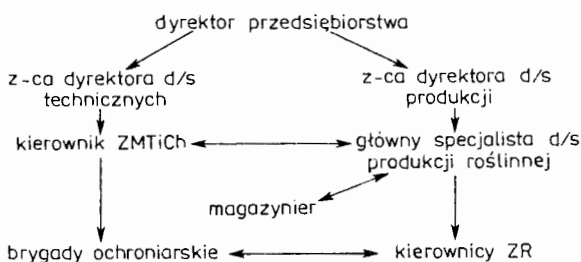 dyrektor przedsiębiorstwa
z-ca dyrektora d/s
technicznych
z-ca dyrektora d/s
produkcji
kierownik ZMTiCh
główny specjalista d/s
produkcji roślinnej
magazynier
brygady ochroniarskie
kierownicy ZR